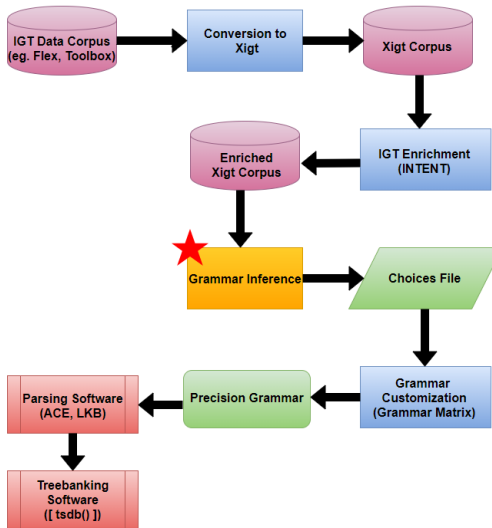 IGT Data Corpus
(eg. Flex, Toolbox)
Conversion to
Xigt
Xigt Corpus
IGT Enrichment
(INTENT)
Enriched
Xigt Corpus
Grammar Inference
Choices File
Grammar
Customization
(Grammar Matrix)
Precision Grammar
Parsing Software
(ACE, LKB)
Treebanking
Software
([ tsdb() ])